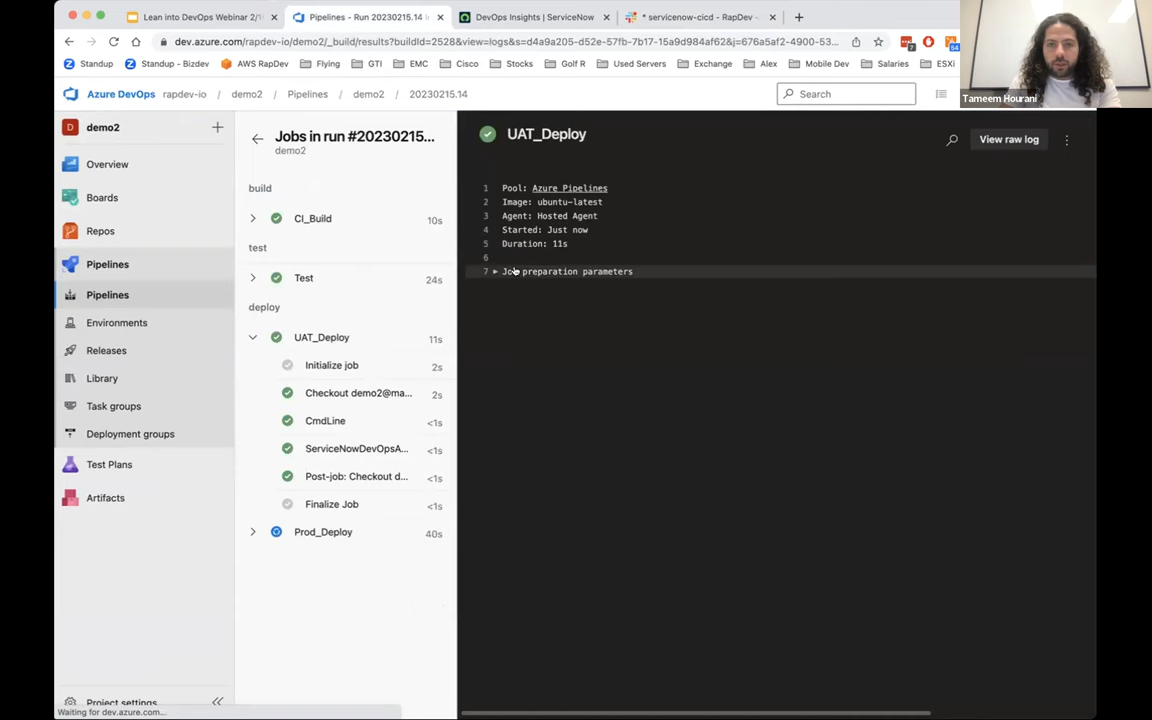 Lean into DevOps Webinar 2/1
Pipelines - Run 20230215.14 l
DevOps Insights | ServiceNow
* servicenow-cicd - RapDev -
dev.azure.com/rapdev-io/demo2/_build/results?buildId=2528&view=logs&s=d4a9a205-d52e-57fb-7b17-15a9d984af62&j=676a5af2-4900-53...
7
64
Standup
Standup - Bizdev
AWS RapDev
Flying
GTI
EMC
Cisco
Stocks
Golf R
Used Servers
Exchange
Alex
Mobile Dev
Salaries
ESXi
Tameem Hourani
Azure DevOps
rapdev-io / demo2 / Pipelines / demo2 / 20230215.14
Search
D demo2
Overview
Boards
Repos
Pipelines
Pipelines
Environments
Releases
Library
Task groups
Deployment groups
Test Plans
Artifacts
Project settings
Waiting for dev.azure.com...
Jobs in run #20230215...
demo2
build
CI_Build 10s
test
Test 24s
deploy
UAT_Deploy 11s
Initialize job 2s
Checkout demo2@ma... 2s
CmdLine <1s
ServiceNowDevOpsA... <1s
Post-job: Checkout d... <1s
Finalize Job <1s
Prod_Deploy 40s
UAT_Deploy
View raw log
1 Pool: Azure Pipelines
2 Image: ubuntu-latest
3 Agent: Hosted Agent
4 Started: Just now
5 Duration: 11s
6
7 Job preparation parameters